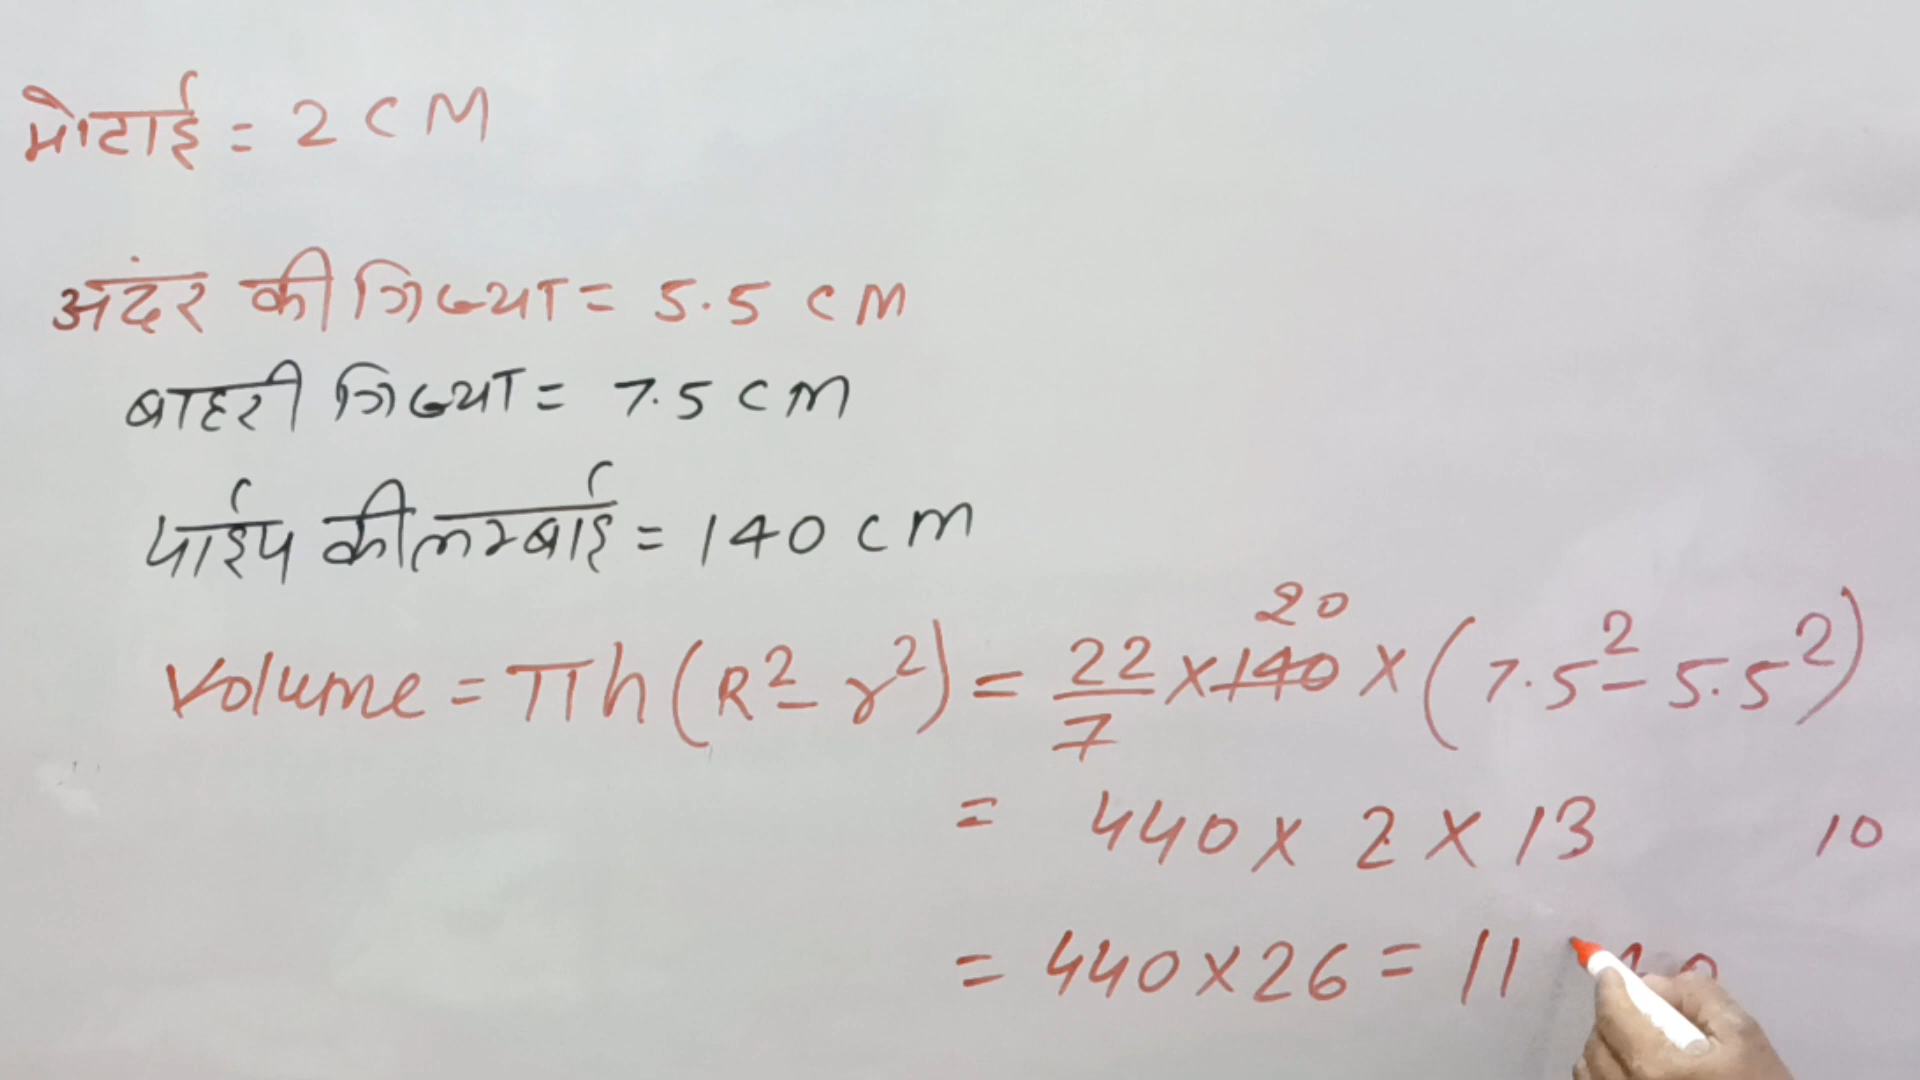 मोटाई = 2 CM
अंदर की त्रिज्या = 5.5 CM
बाहरी त्रिज्या = 7.5 CM
पाईप की लम्बाई = 140 CM
20
Volume = πh(R² - r²) = 22/7 × 140 × (7.5² - 5.5²)
= 440 × 2 × 13 10
= 440 × 26 = 11